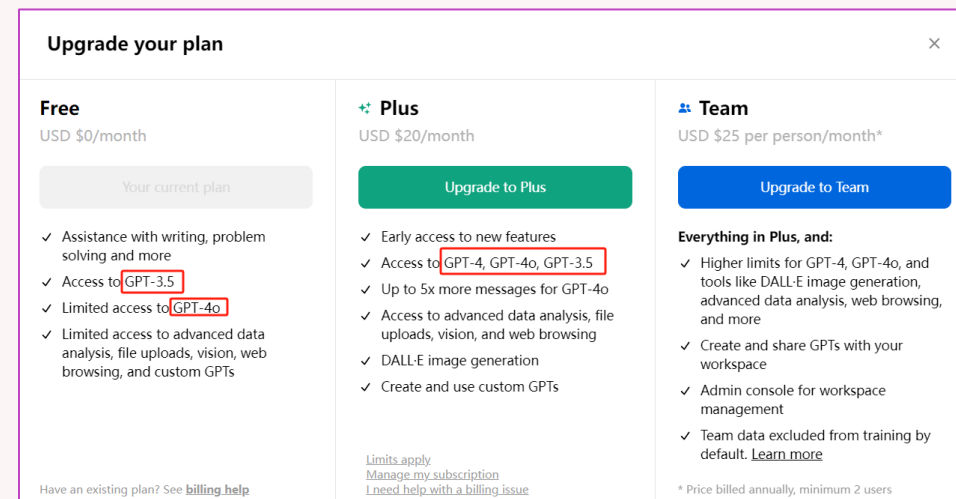 Upgrade your plan
Free
USD $0/month
Your current plan
Assistance with writing, problem
solving and more
Access to GPT-3.5
Limited access to GPT-4o
Limited access to advanced data
analysis, file uploads, vision, web
browsing, and custom GPTs
Have an existing plan? See billing help
Plus
USD $20/month
Upgrade to Plus
Early access to new features
Access to GPT-4, GPT-4o, GPT-3.5
Up to 5x more messages for GPT-4o
Access to advanced data analysis, file
uploads, vision, and web browsing
DALL·E image generation
Create and use custom GPTs
Limits apply
Manage my subscription
I need help with a billing issue
Team
USD $25 per person/month*
Upgrade to Team
Everything in Plus, and:
Higher limits for GPT-4, GPT-4o, and
tools like DALL·E image generation,
advanced data analysis, web browsing,
and more
Create and share GPTs with your
workspace
Admin console for workspace
management
Team data excluded from training by
default. Learn more
* Price billed annually, minimum 2 users